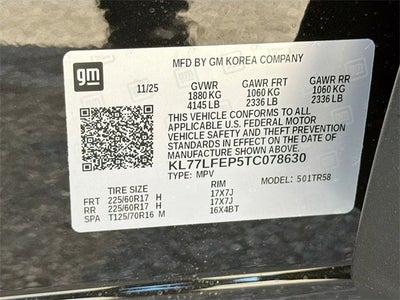 gm
MFD BY GM KOREA COMPANY
11/25 GVWR GAWR FRT GAWR RR
1880 KG 1060 KG 1060 KG
4145 LB 2336 LB 2336 LB
THIS VEHICLE CONFORMS TO ALL
APPLICABLE U.S. FEDERAL MOTOR
VEHICLE SAFETY AND THEFT PREVENTION
STANDARDS IN EFFECT ON THE DATE OF
MANUFACTURE SHOWN ABOVE.
KL77LFEP5TC078630
TYPE: MPV MODEL: 501TR58
TIRE SIZE RIM
FRT 225/60R17 H 17X7J
RR 225/60R17 H 17X7J
SPA T125/70R16 M 16X4BT